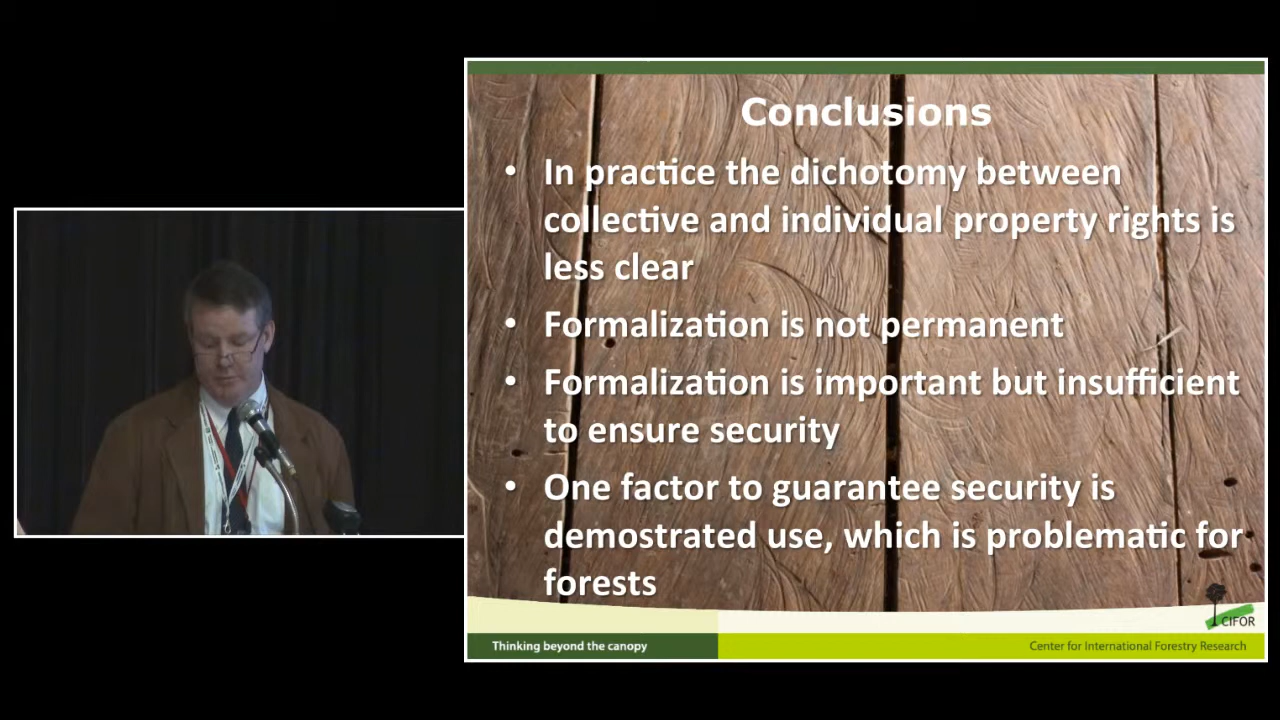 Conclusions
• In practice the dichotomy between
collective and individual property rights is
less clear
• Formalization is not permanent
• Formalization is important but insufficient
to ensure security
• One factor to guarantee security is
demostrated use, which is problematic for
forests
CIFOR
Thinking beyond the canopy
Center for International Forestry Research